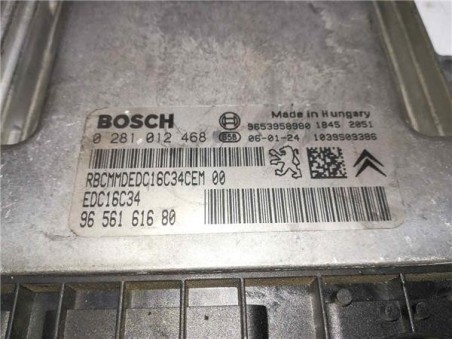 BOSCH
Made in Hungary
9653958980 1845 2051
0 281 012 468 06-01-24 1039S09386
RBCMMDEDC16C34CEM 00
EDC16C34
96 561 616 80